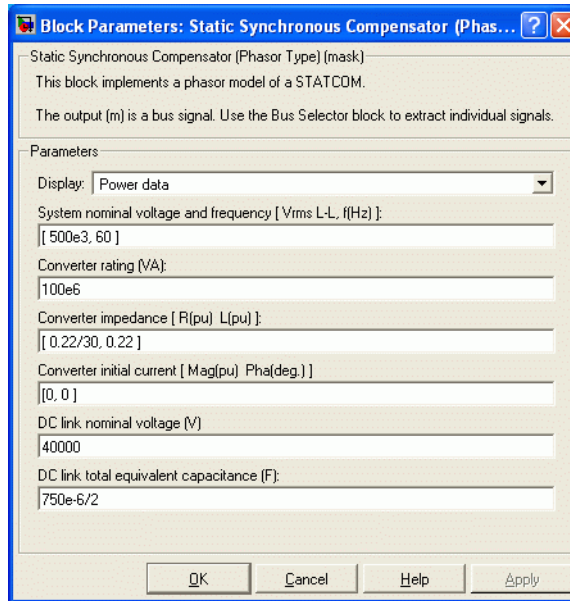 Block Parameters: Static Synchronous Compensator (Phas...
Static Synchronous Compensator (Phasor Type) (mask)
This block implements a phasor model of a STATCOM.
The output (m) is a bus signal. Use the Bus Selector block to extract individual signals.
Parameters
Display: Power data
System nominal voltage and frequency [ Vrms L-L, f(Hz) ]:
[ 500e3, 60 ]
Converter rating (VA):
100e6
Converter impedance [ R(pu) L(pu) ]:
[ 0.22/30, 0.22 ]
Converter initial current [ Mag(pu) Pha(deg.) ]
[0, 0 ]
DC link nominal voltage (V)
40000
DC link total equivalent capacitance (F):
750e-6/2
OK Cancel Help Apply